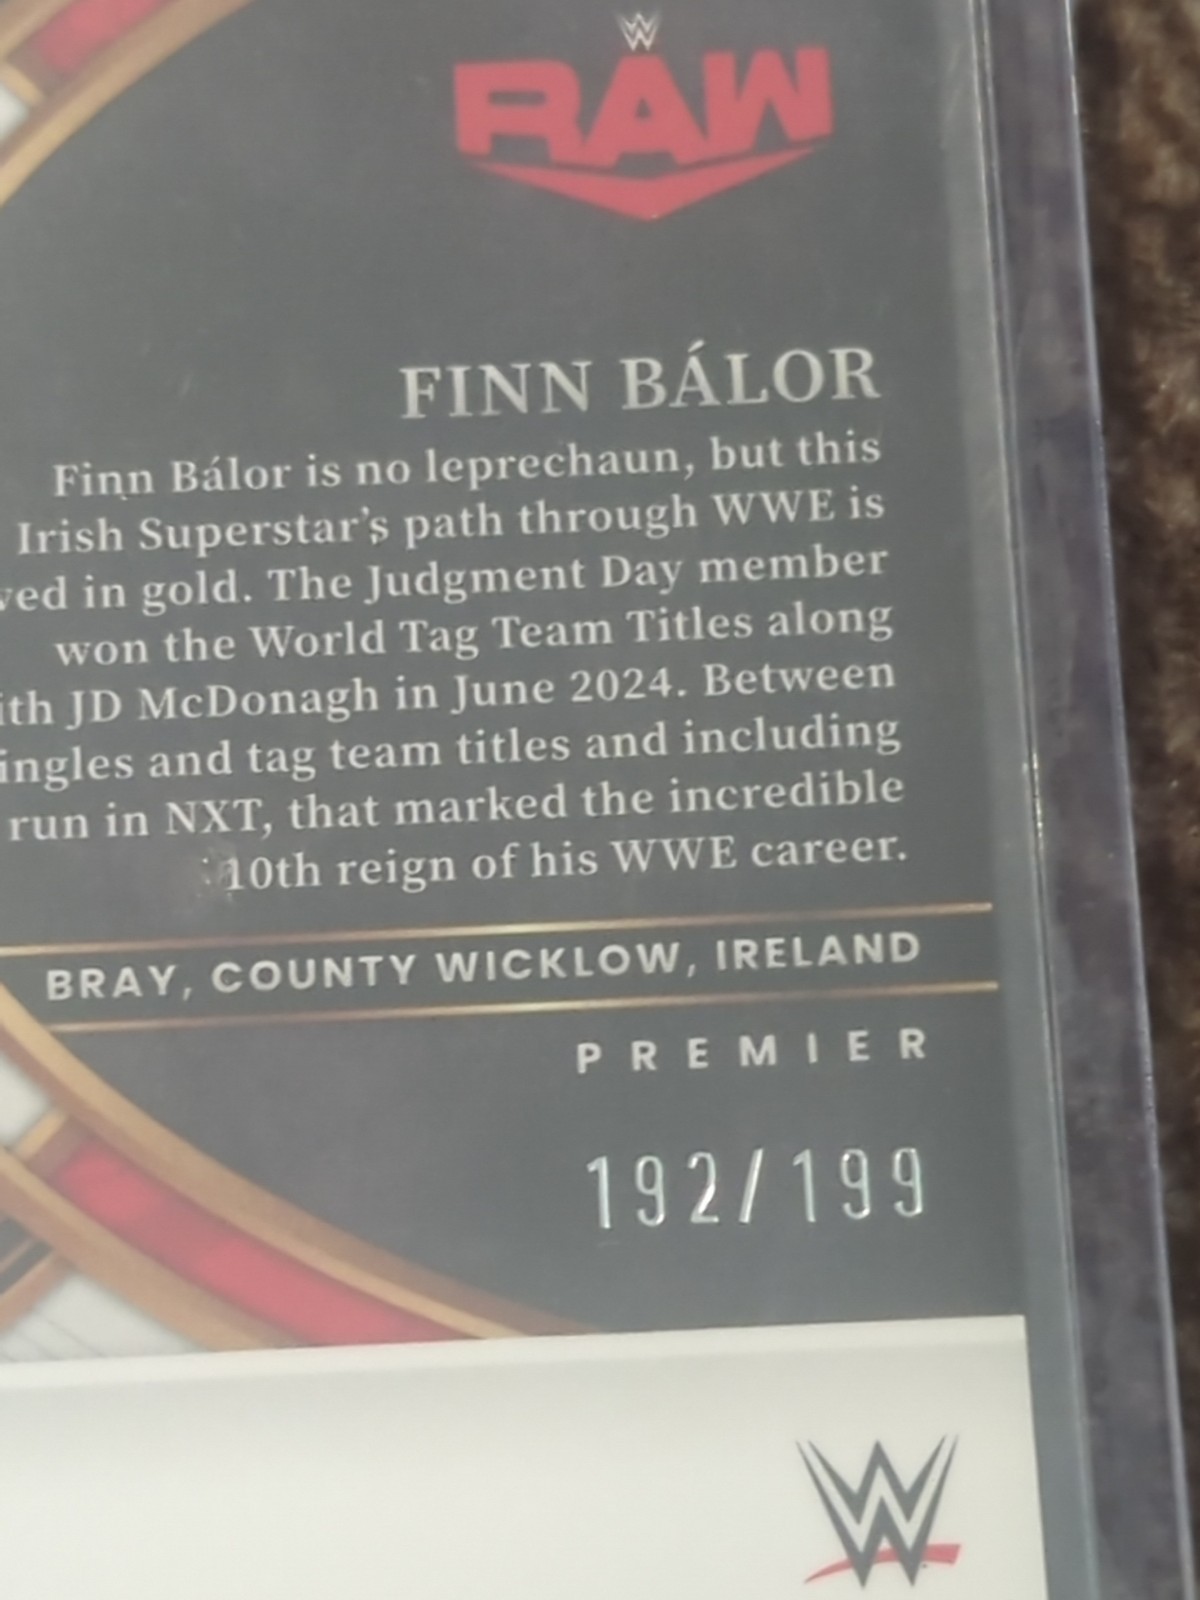 W
RAW
FINN BÁLOR
Finn Bálor is no leprechaun, but this
Irish Superstar's path through WWE is
ved in gold. The Judgment Day member
won the World Tag Team Titles along
ith JD McDonagh in June 2024. Between
ingles and tag team titles and including
run in NXT, that marked the incredible
10th reign of his WWE career.
BRAY, COUNTY WICKLOW, IRELAND
PREMIER
192/199
W